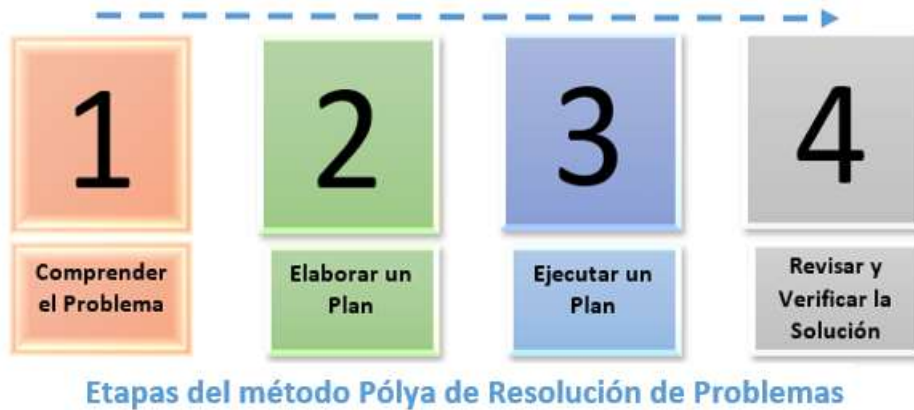 1
Comprender
el Problema
2
Elaborar un
Plan
3
Ejecutar un
Plan
4
Revisar y
Verificar la
Solución
Etapas del método Pólya de Resolución de Problemas